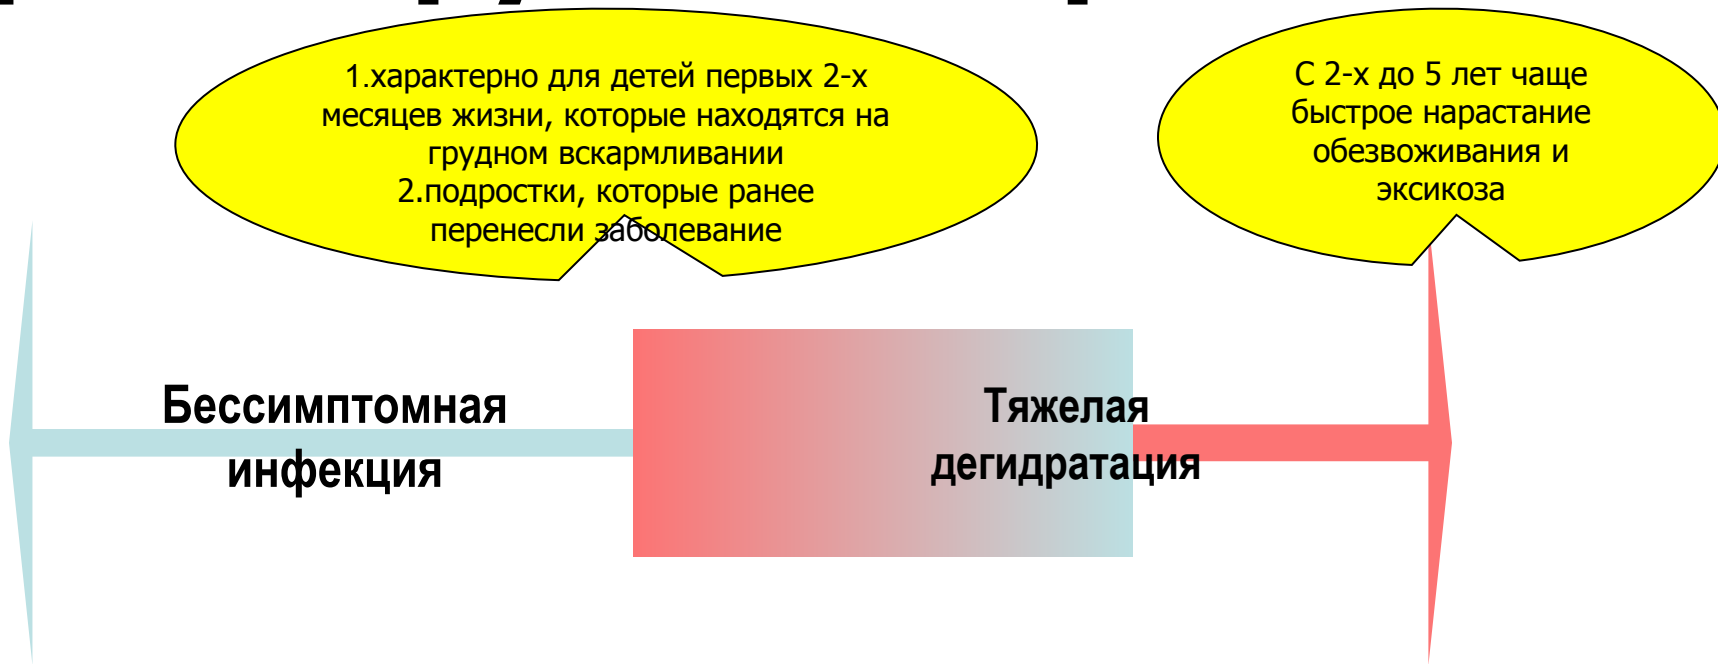 1.характерно для детей первых 2-х
месяцев жизни, которые находятся на
грудном вскармливании
2.подростки, которые ранее
перенесли заболевание
С 2-х до 5 лет чаще
быстрое нарастание
обезвоживания и
эксикоза
Бессимптомная
инфекция
Тяжелая
дегидратация